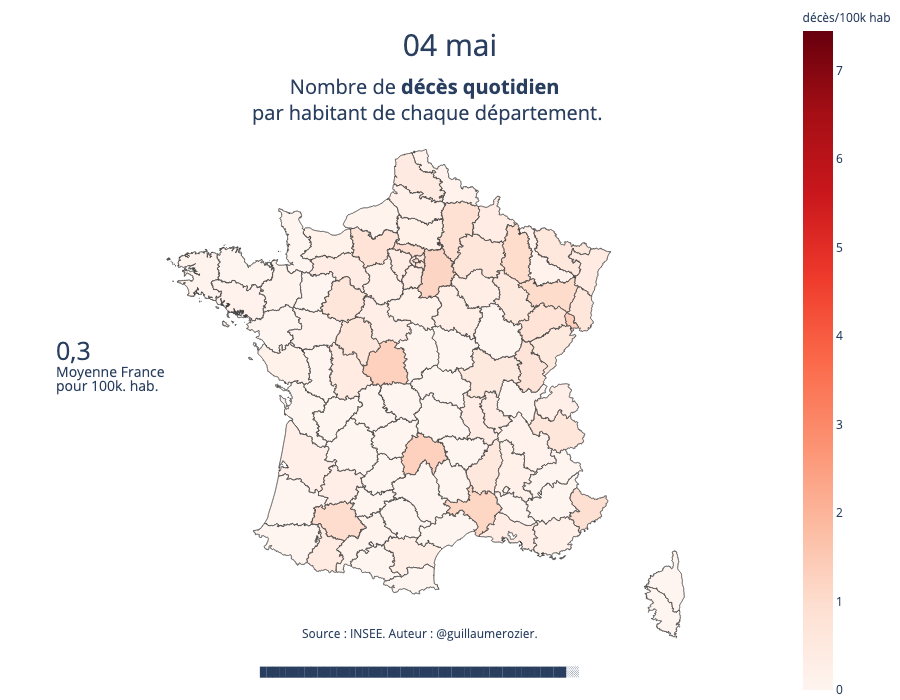 décès/100k hab
04 mai
Nombre de décès quotidien
par habitant de chaque département.
7
6
5
4
3
2
1
0
0,3
Moyenne France
pour 100k. hab.
Source : INSEE. Auteur : @guillaumerozier.